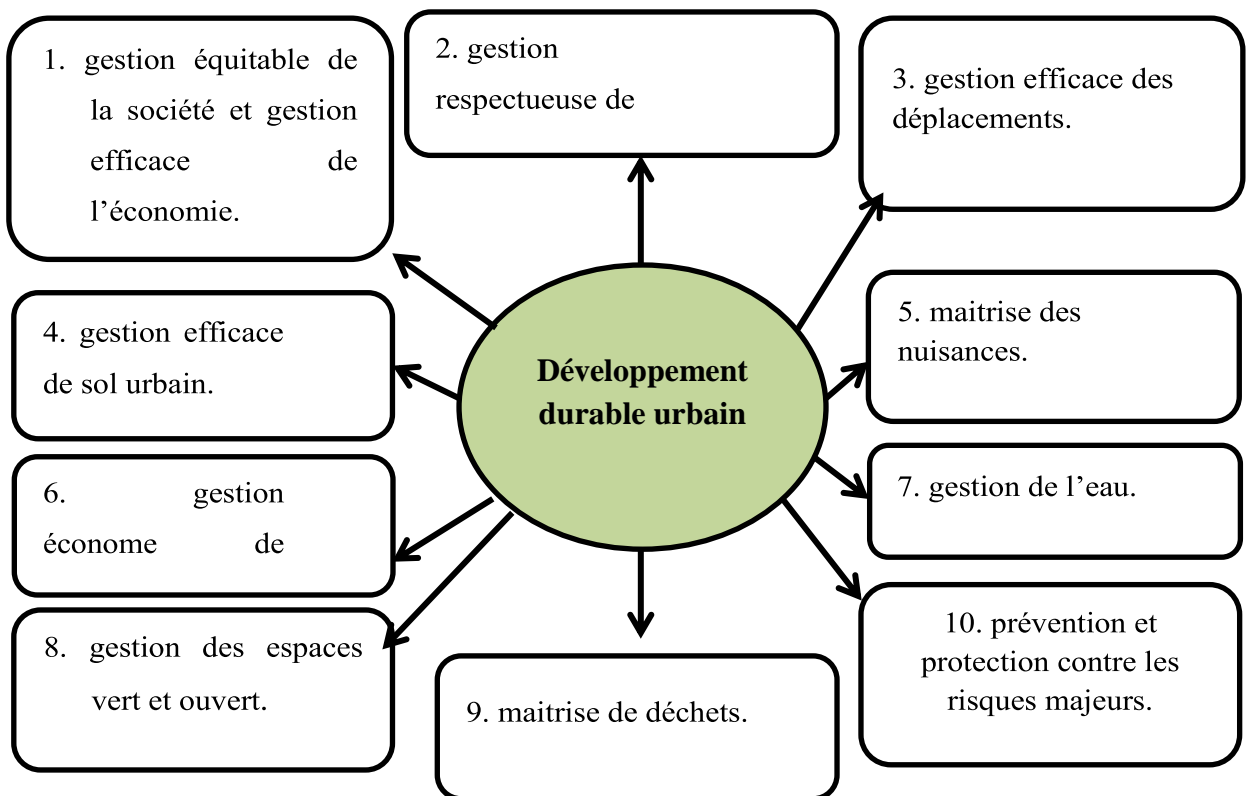 1. gestion équitable de
la société et gestion
efficace de
l’économie.
2. gestion
respectueuse de
3. gestion efficace des
déplacements.
4. gestion efficace
de sol urbain.
Développement
durable urbain
5. maitrise des
nuisances.
6. gestion
économe de
7. gestion de l’eau.
8. gestion des espaces
vert et ouvert.
9. maitrise de déchets.
10. prévention et
protection contre les
risques majeurs.